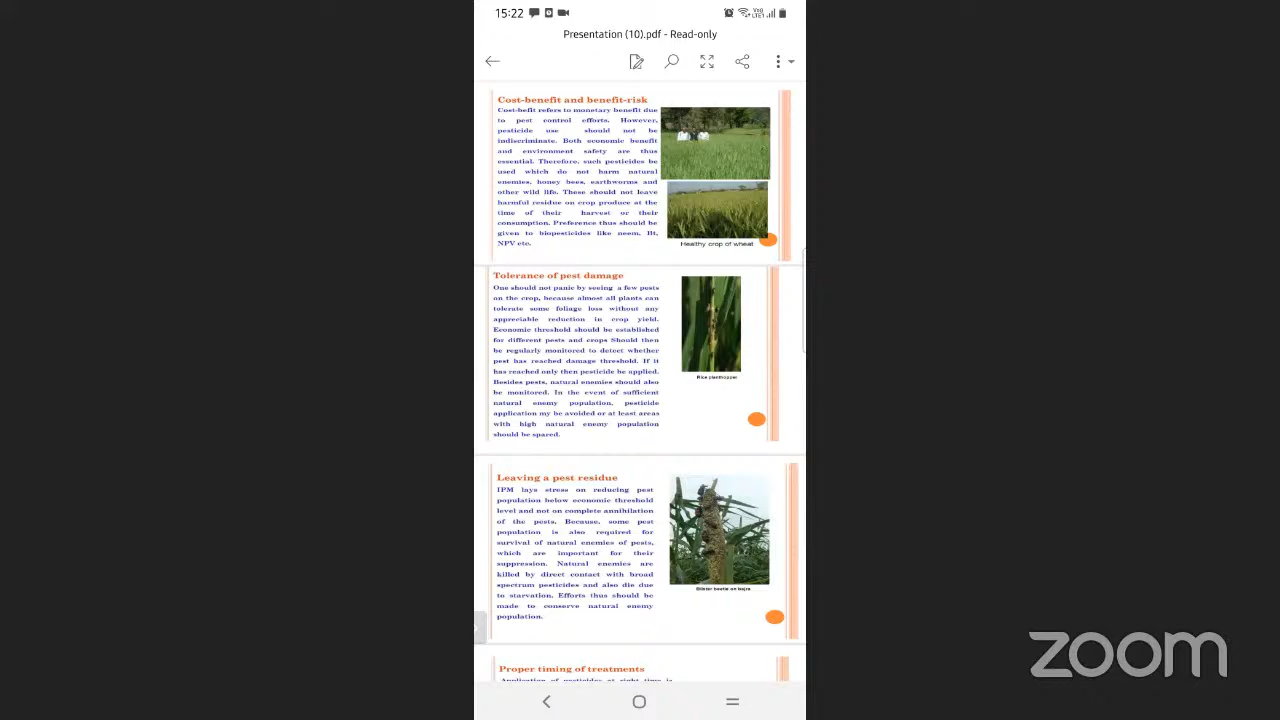 15:22
Vo9
LTE1
Presentation (10).pdf - Read-only
Cost-benefit and benefit-risk
Cost-befit refers to monetary benefit due
to pest control efforts. However,
pesticide use should not be
indiscriminate. Both economic benefit
and environment safety are thus
essential. Therefore, such pesticides be
used which do not harm natural
enemies, honey bees, earthworms and
other wild life. These should not leave
harmful residue on crop produce at the
time of their harvest or their
consumption. Preference thus should be
given to biopesticides like neem, Bt,
NPV etc.
Healthy crop of wheat
Tolerance of pest damage
One should not panic by seeing a few pests
on the crop, because almost all plants can
tolerate some foliage loss without any
appreciable reduction in crop yield.
Economic threshold should be established
for different pests and crops Should then
be regularly monitored to detect whether
pest has reached damage threshold. If it
has reached only then pesticide be applied.
Besides pests, natural enemies should also
be monitored. In the event of sufficient
natural enemy population, pesticide
application my be avoided or at least areas
with high natural enemy population
should be spared.
Rice planthopper
Leaving a pest residue
IPM lays stress on reducing pest
population below economic threshold
level and not on complete annihilation
of the pests. Because, some pest
population is also required for
survival of natural enemies of pests,
which are important for their
suppression. Natural enemies are
killed by direct contact with broad
spectrum pesticides and also die due
to starvation. Efforts thus should be
made to conserve natural enemy
population.
Blister beetle on bajra
Proper timing of treatments
Application of pesticides at right time is
zoom